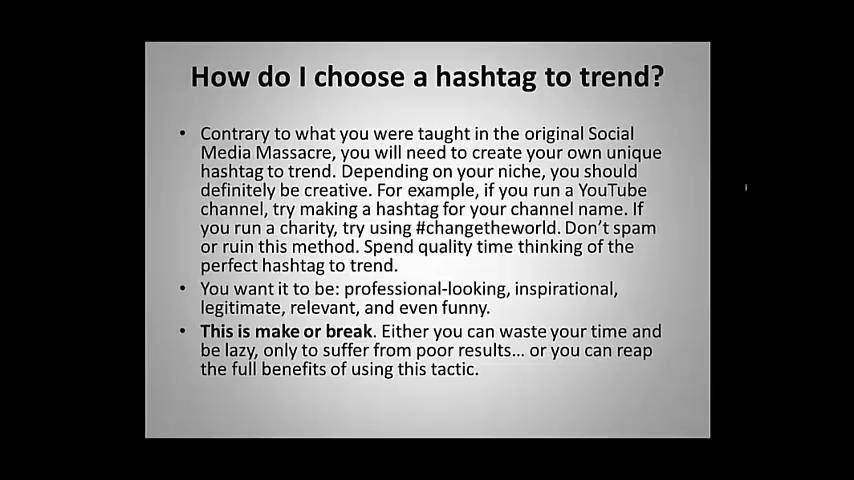 How do I choose a hashtag to trend?
• Contrary to what you were taught in the original Social
Media Massacre, you will need to create your own unique
hashtag to trend. Depending on your niche, you should
definitely be creative. For example, if you run a YouTube
channel, try making a hashtag for your channel name. If
you run a charity, try using #changetheworld. Don't spam
or ruin this method. Spend quality time thinking of the
perfect hashtag to trend.
• You want it to be: professional-looking, inspirational,
legitimate, relevant, and even funny.
• This is make or break. Either you can waste your time and
be lazy, only to suffer from poor results... or you can reap
the full benefits of using this tactic.